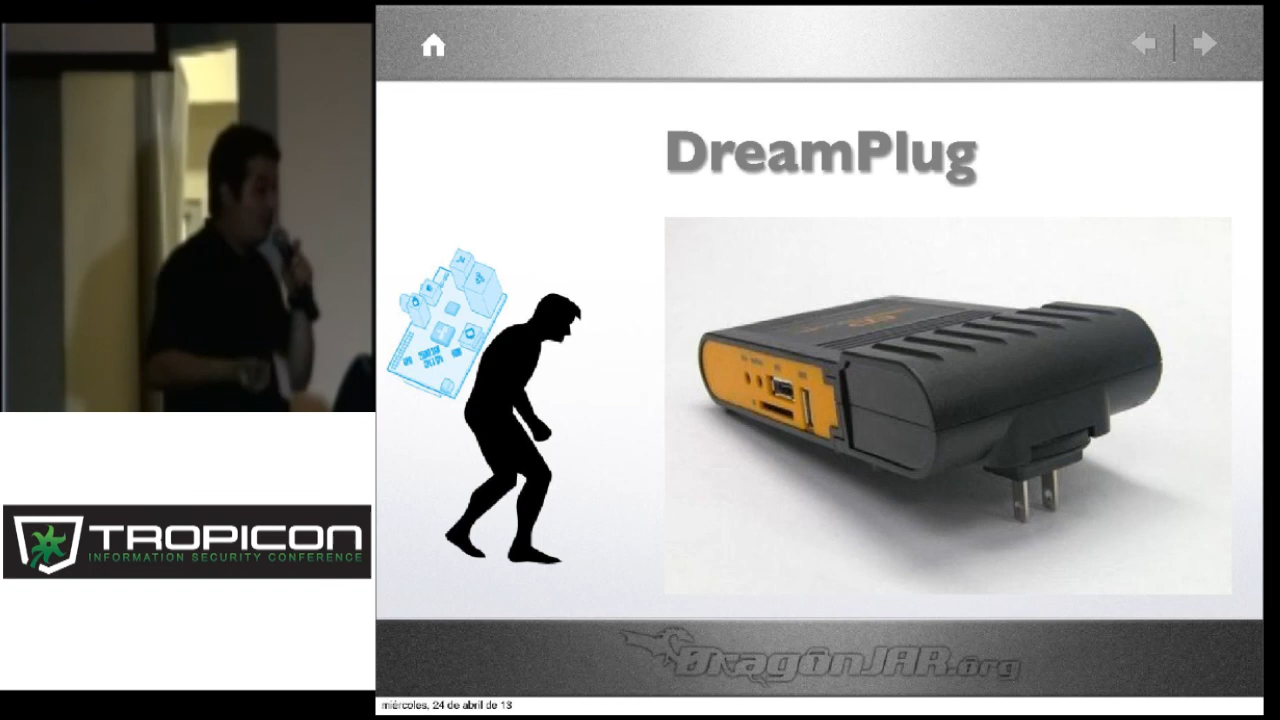 DreamPlug
TROPICON
INFORMATION SECURITY CONFERENCE
DragonJAR.org
miércoles, 24 de abril de 13